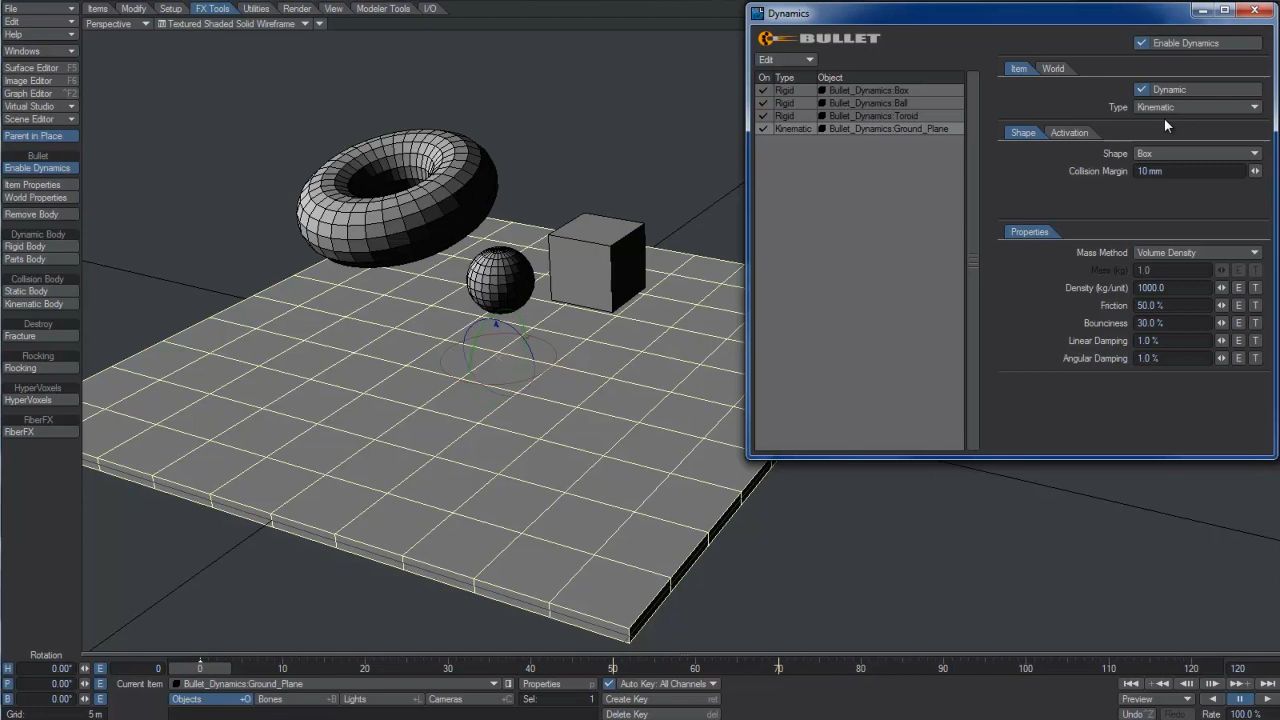 File
Edit
Help
Windows
Surface Editor F5
Image Editor F6
Graph Editor ^F2
Virtual Studio
Scene Editor
Parent in Place
Bullet
Enable Dynamics
Item Properties
World Properties
Remove Body
Dynamic Body
Rigid Body
Parts Body
Collision Body
Static Body
Kinematic Body
Destroy
Fracture
Flocking
Flocking
HyperVoxels
HyperVoxels
FiberFX
FiberFX
Items Modify Setup FX Tools Utilities Render View Modeler Tools I/O
Perspective Textured Shaded Solid Wireframe
Dynamics
BULLET
Edit
On Type Object
Rigid Bullet_Dynamics:Box
Rigid Bullet_Dynamics:Ball
Rigid Bullet_Dynamics:Toroid
Kinematic Bullet_Dynamics:Ground_Plane
Enable Dynamics
Item World
Dynamic
Type Kinematic
Shape Activation
Shape Box
Collision Margin 10 mm
Properties
Mass Method Volume Density
Mass (kg) 1.0 E T
Density (kg/unit) 1000.0 E T
Friction 50.0 % E T
Bounciness 30.0 % E T
Linear Damping 1.0 % E T
Angular Damping 1.0 % E T
Rotation
H 0.00° E 0 0 10 20 30 40 50 60 70 80 90 100 110 120 120
P 0.00° E Current Item Bullet_Dynamics:Ground_Plane Properties p Auto Key: All Channels
B 0.00° E Objects +O Bones +B Lights +L Cameras +C Sel: 1 Create Key ret Preview
Grid: 5 m Delete Key del Undo ^Z Redo Rate 100.0 %